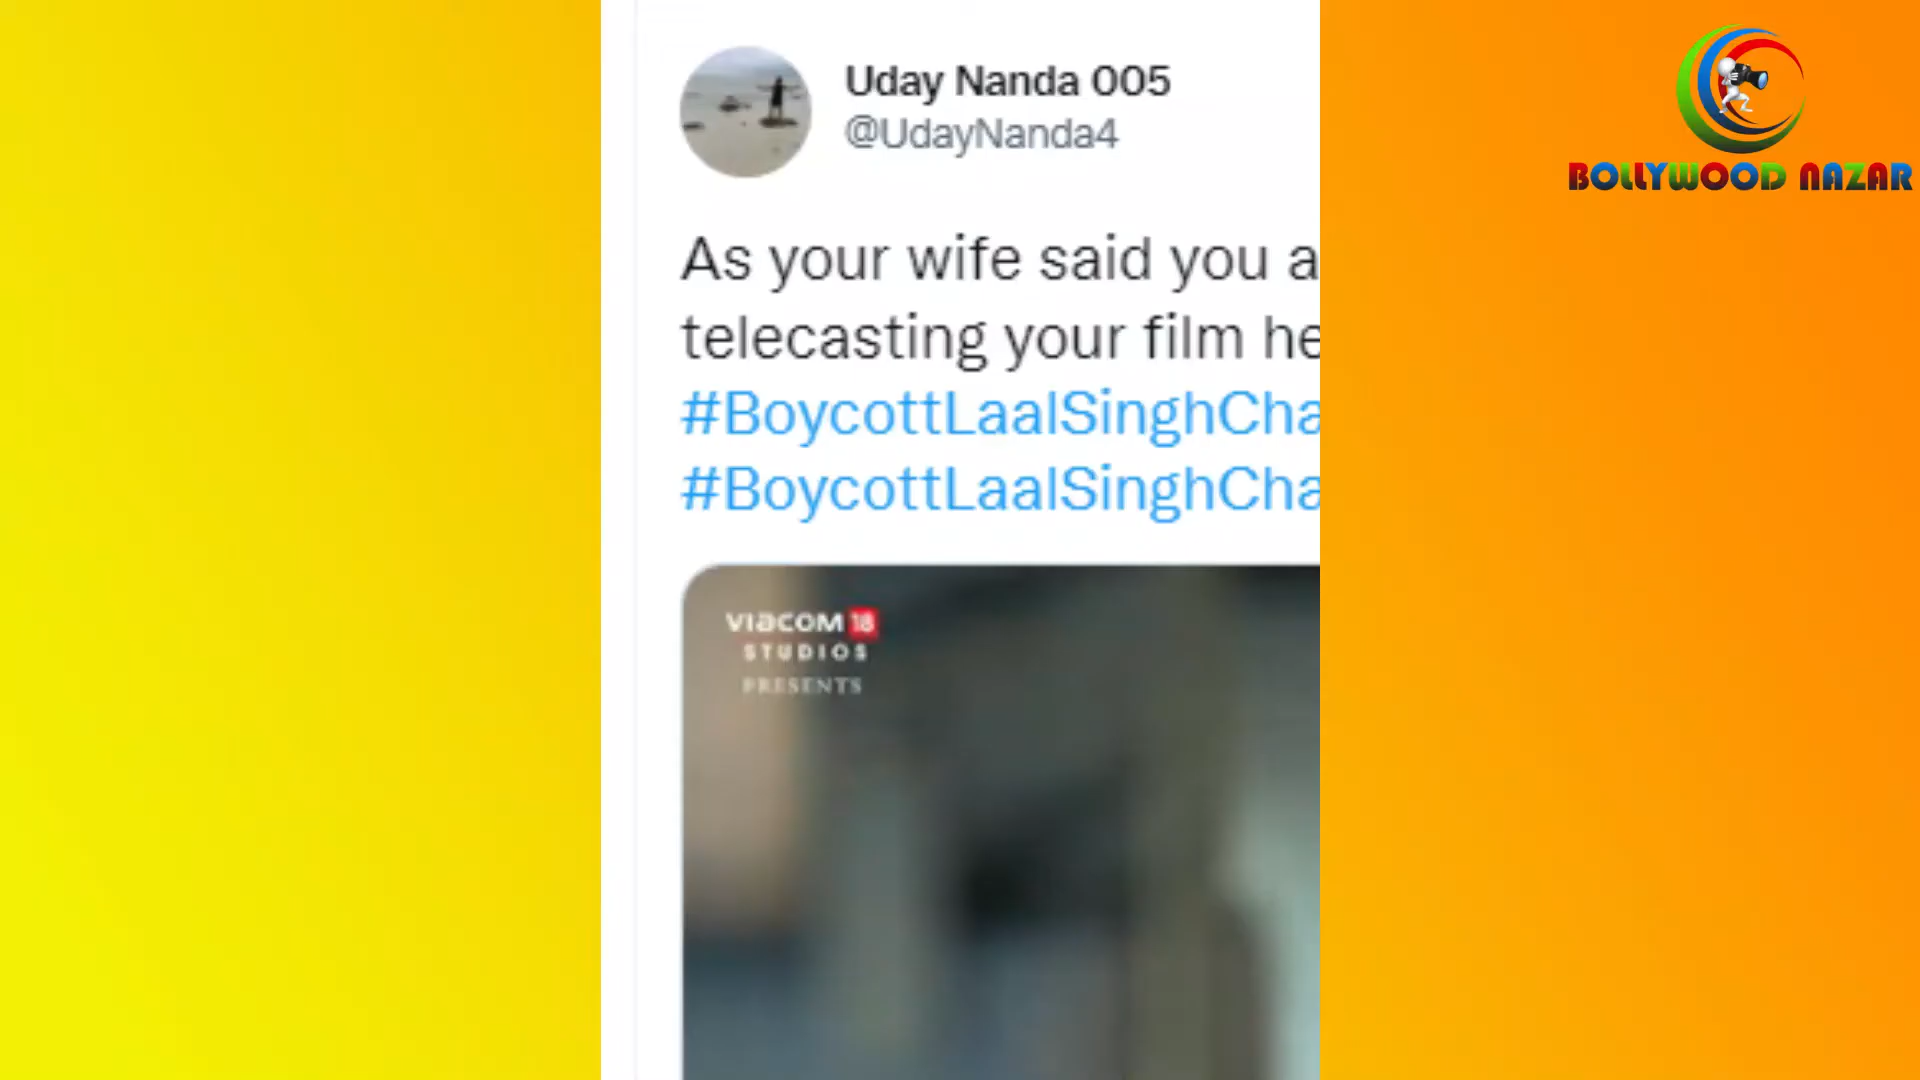 Uday Nanda 005
@UdayNanda4
BOLLYWOOD NAZAR
As your wife said you a
telecasting your film he
#BoycottLaalSinghCha
#BoycottLaalSinghCha
VIACOM 18
STUDIOS
PRESENTS